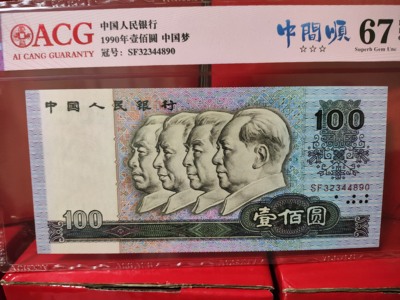 ACG
AI CANG GUARANTY
中国人民银行
1990年壹佰圆 中国梦
冠号：SF32344890
中間順
☆☆☆
67
Superb Gem Unc
中国人民银行
100
SF32344890
100
壹佰圆